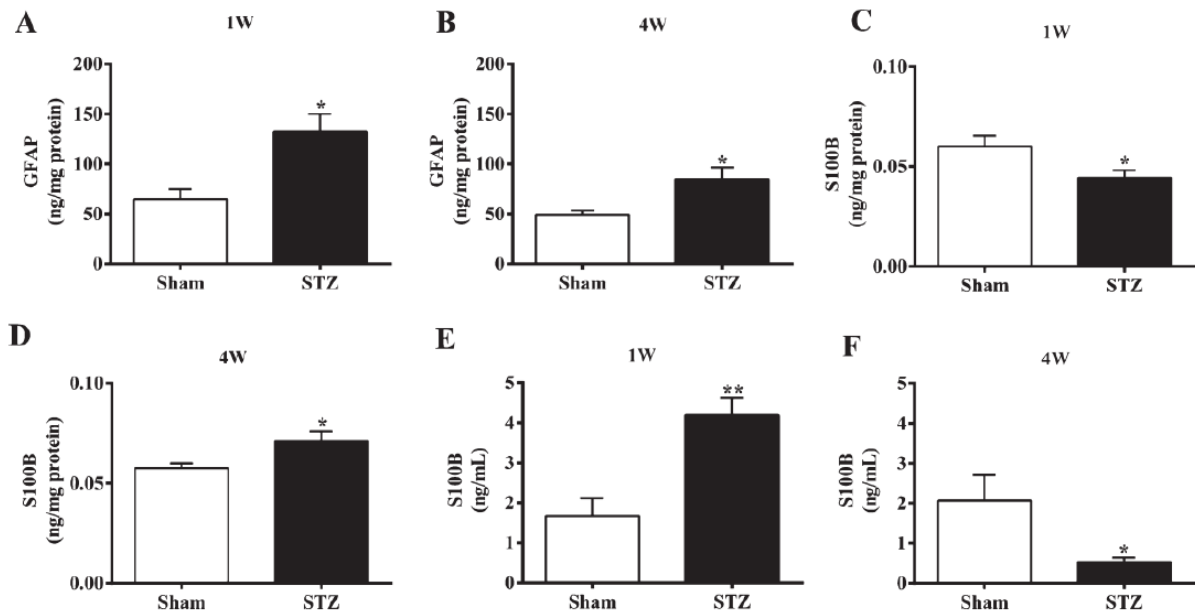 A
1W
GFAP
(ng/mg protein)
200
150
100
50
0
*
Sham
STZ
B
4W
GFAP
(ng/mg protein)
200
150
100
50
0
*
Sham
STZ
C
1W
S100B
(ng/mg protein)
0.10
0.05
0.00
*
Sham
STZ
D
4W
S100B
(ng/mg protein)
0.10
0.05
0.00
*
Sham
STZ
E
1W
S100B
(ng/mL)
5
4
3
2
1
0
**
Sham
STZ
F
4W
S100B
(ng/mL)
5
4
3
2
1
0
*
Sham
STZ